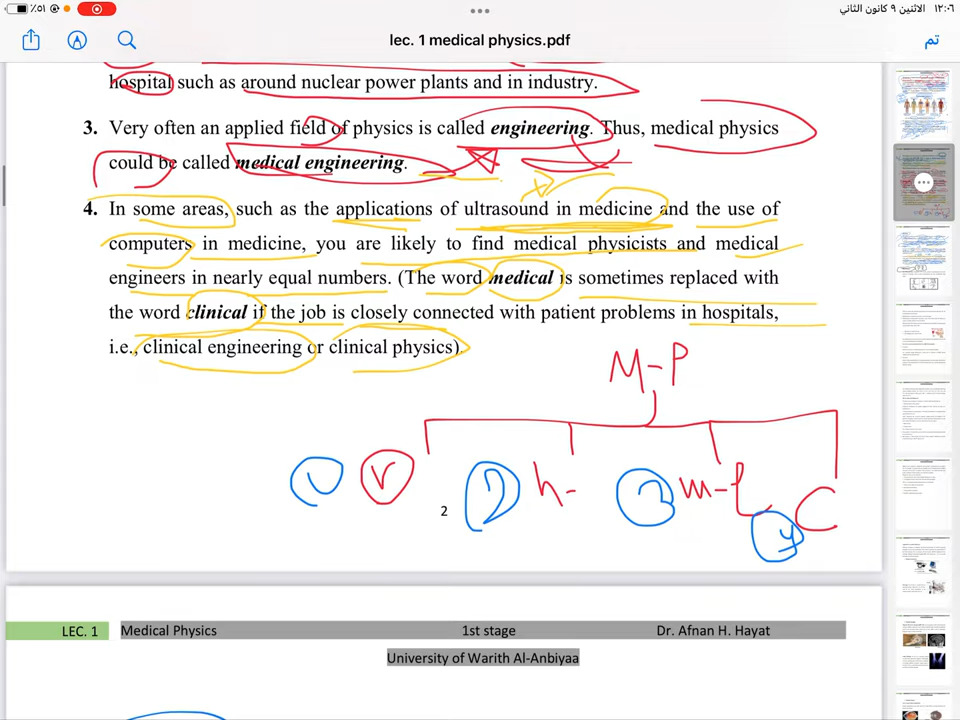 ٥١٪
١٢:٠٦ الاثنين ٩ كانون الثاني
lec. 1 medical physics.pdf
تم
hospital such as around nuclear power plants and in industry.
3. Very often an applied field of physics is called engineering. Thus, medical physics
could be called medical engineering.
4. In some areas, such as the applications of ultrasound in medicine and the use of
computers in medicine, you are likely to find medical physicists and medical
engineers in nearly equal numbers. (The word medical is sometimes replaced with
the word clinical if the job is closely connected with patient problems in hospitals,
i.e., clinical engineering or clinical physics).
M-P
h-
C
2
LEC. 1 Medical Physics 1st stage Dr. Afnan H. Hayat
University of Warith Al-Anbiyaa